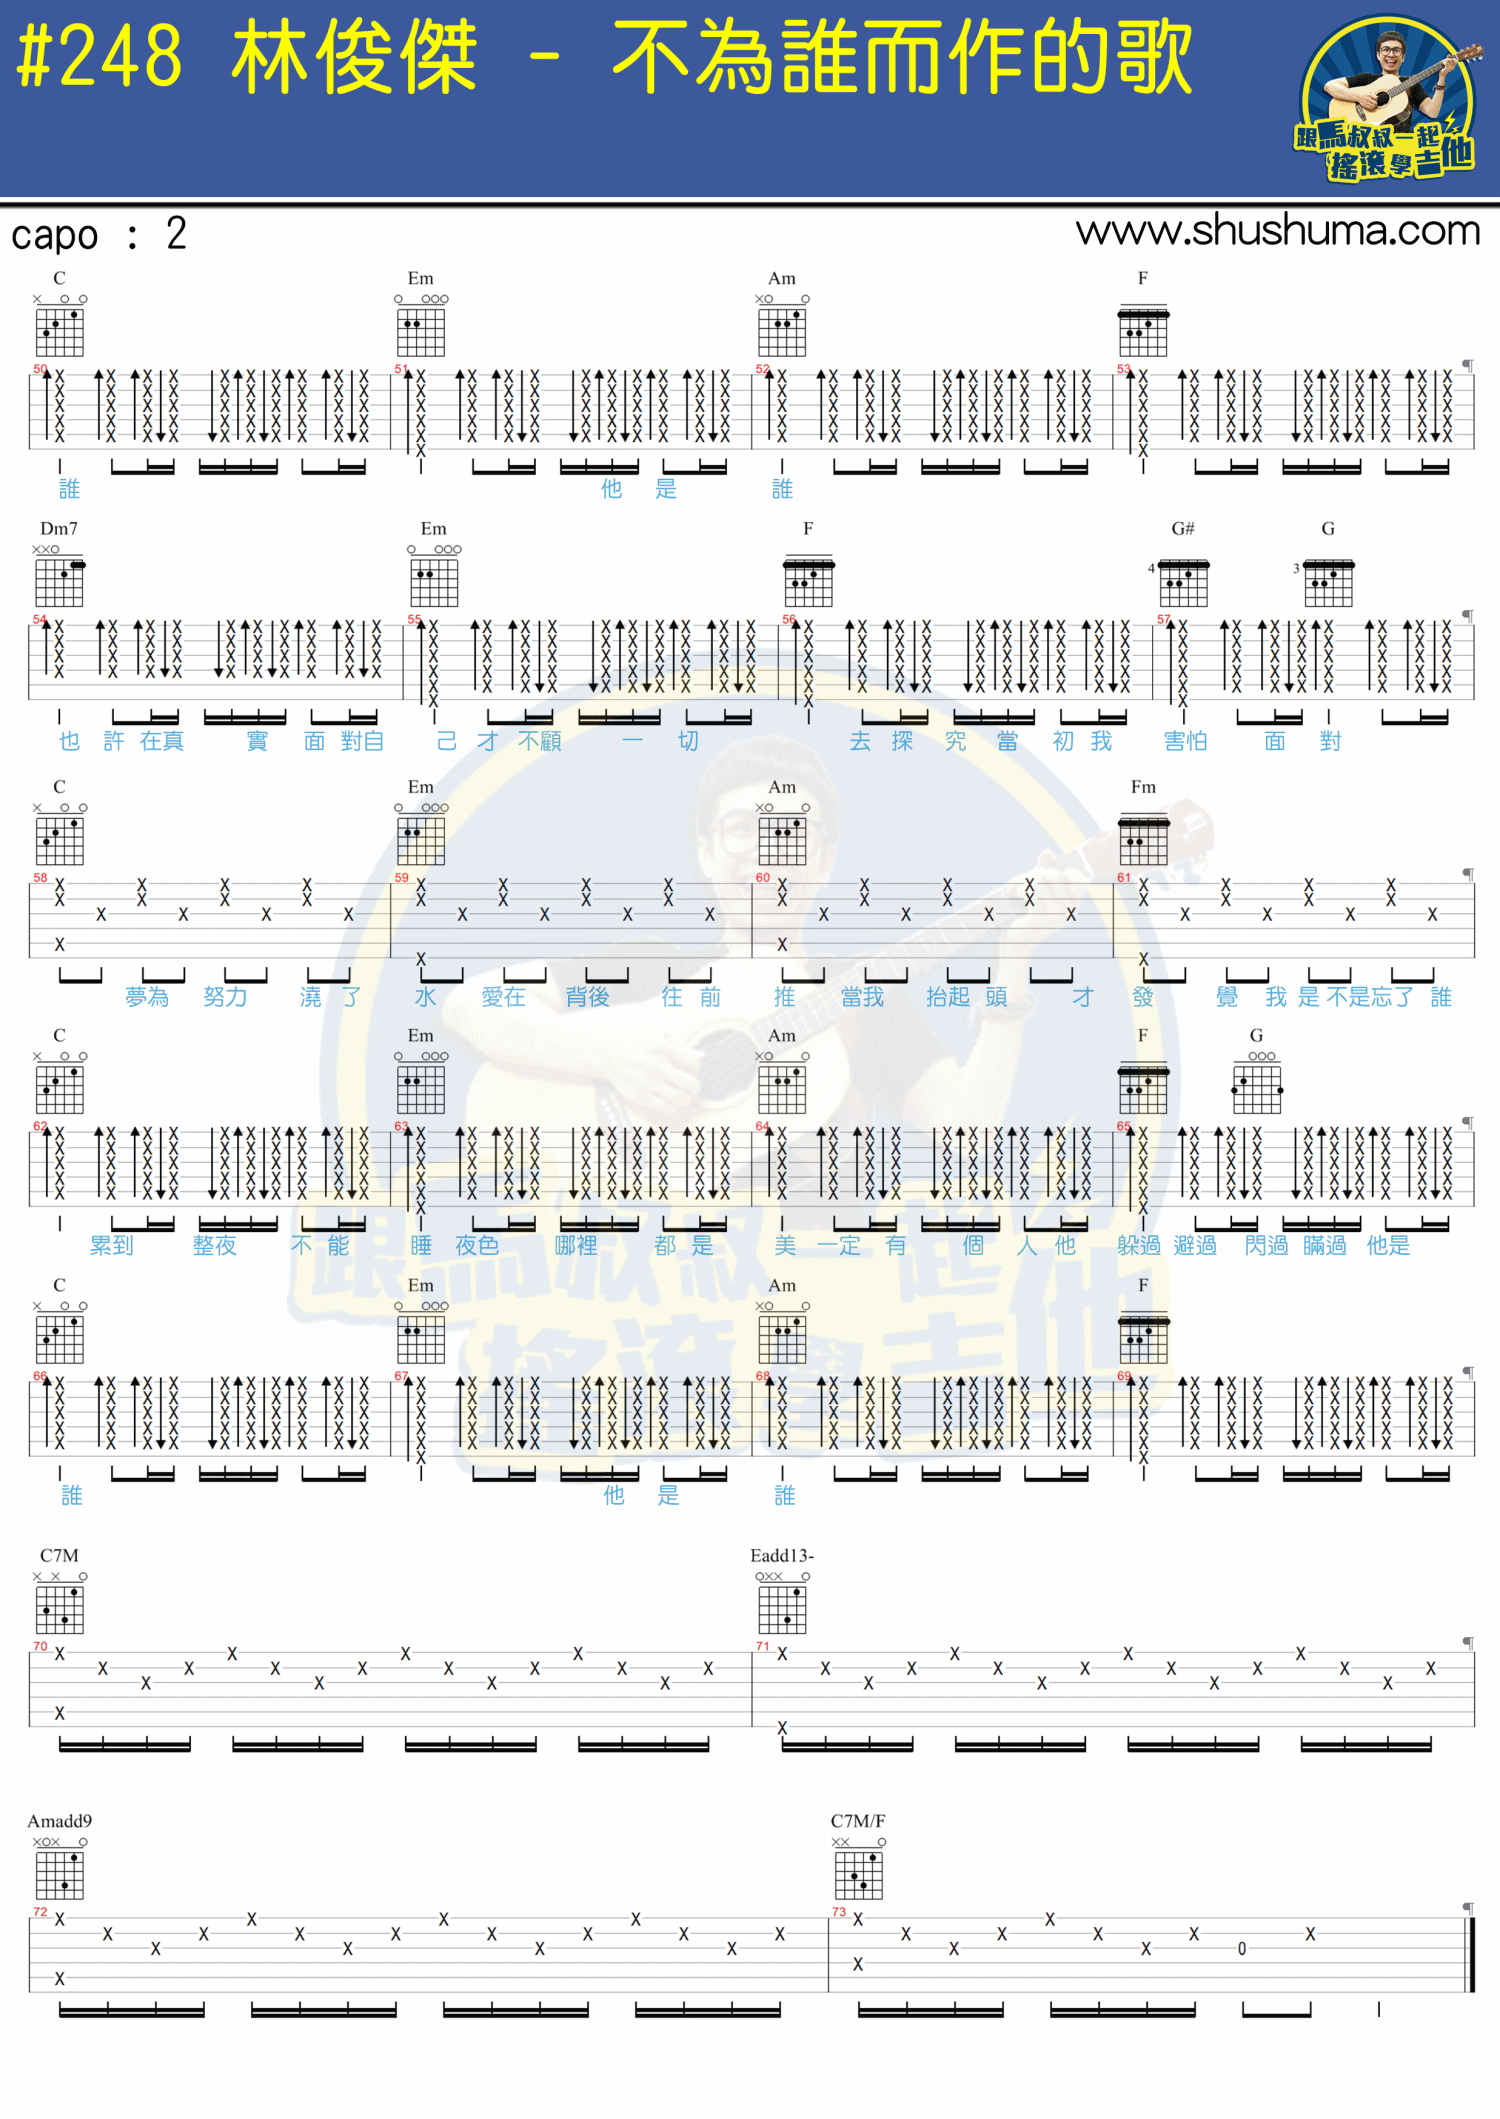 #248 林俊傑 - 不為誰而作的歌
跟馬叔叔一起
搖滾學吉他
capo : 2
www.shushuma.com
C Em Am F
50 51 52 53
誰 他 是 誰
Dm7 Em F G# G
4 3
54 55 56 57
也 許 在真 實 面 對自 己 才 不顧 一 切 去 探 究 當 初 我 害怕 面 對
C Em Am Fm
58 59 60 61
夢為 努力 澆 了 水 愛在 背後 往 前 推 當我 抬起 頭 才 發 覺 我 是 不是忘了 誰
C Em Am F G
62 63 64 65
累到 整夜 不 能 睡 夜色 哪裡 都 是 美 一定 有 個 人 他 躲過 避過 閃過 瞞過 他是
C Em Am F
66 67 68 69
誰 他 是 誰
C7M Eadd13-
70 71
Amadd9 C7M/F
72 73
0
跟馬叔叔一起
搖滾學吉他